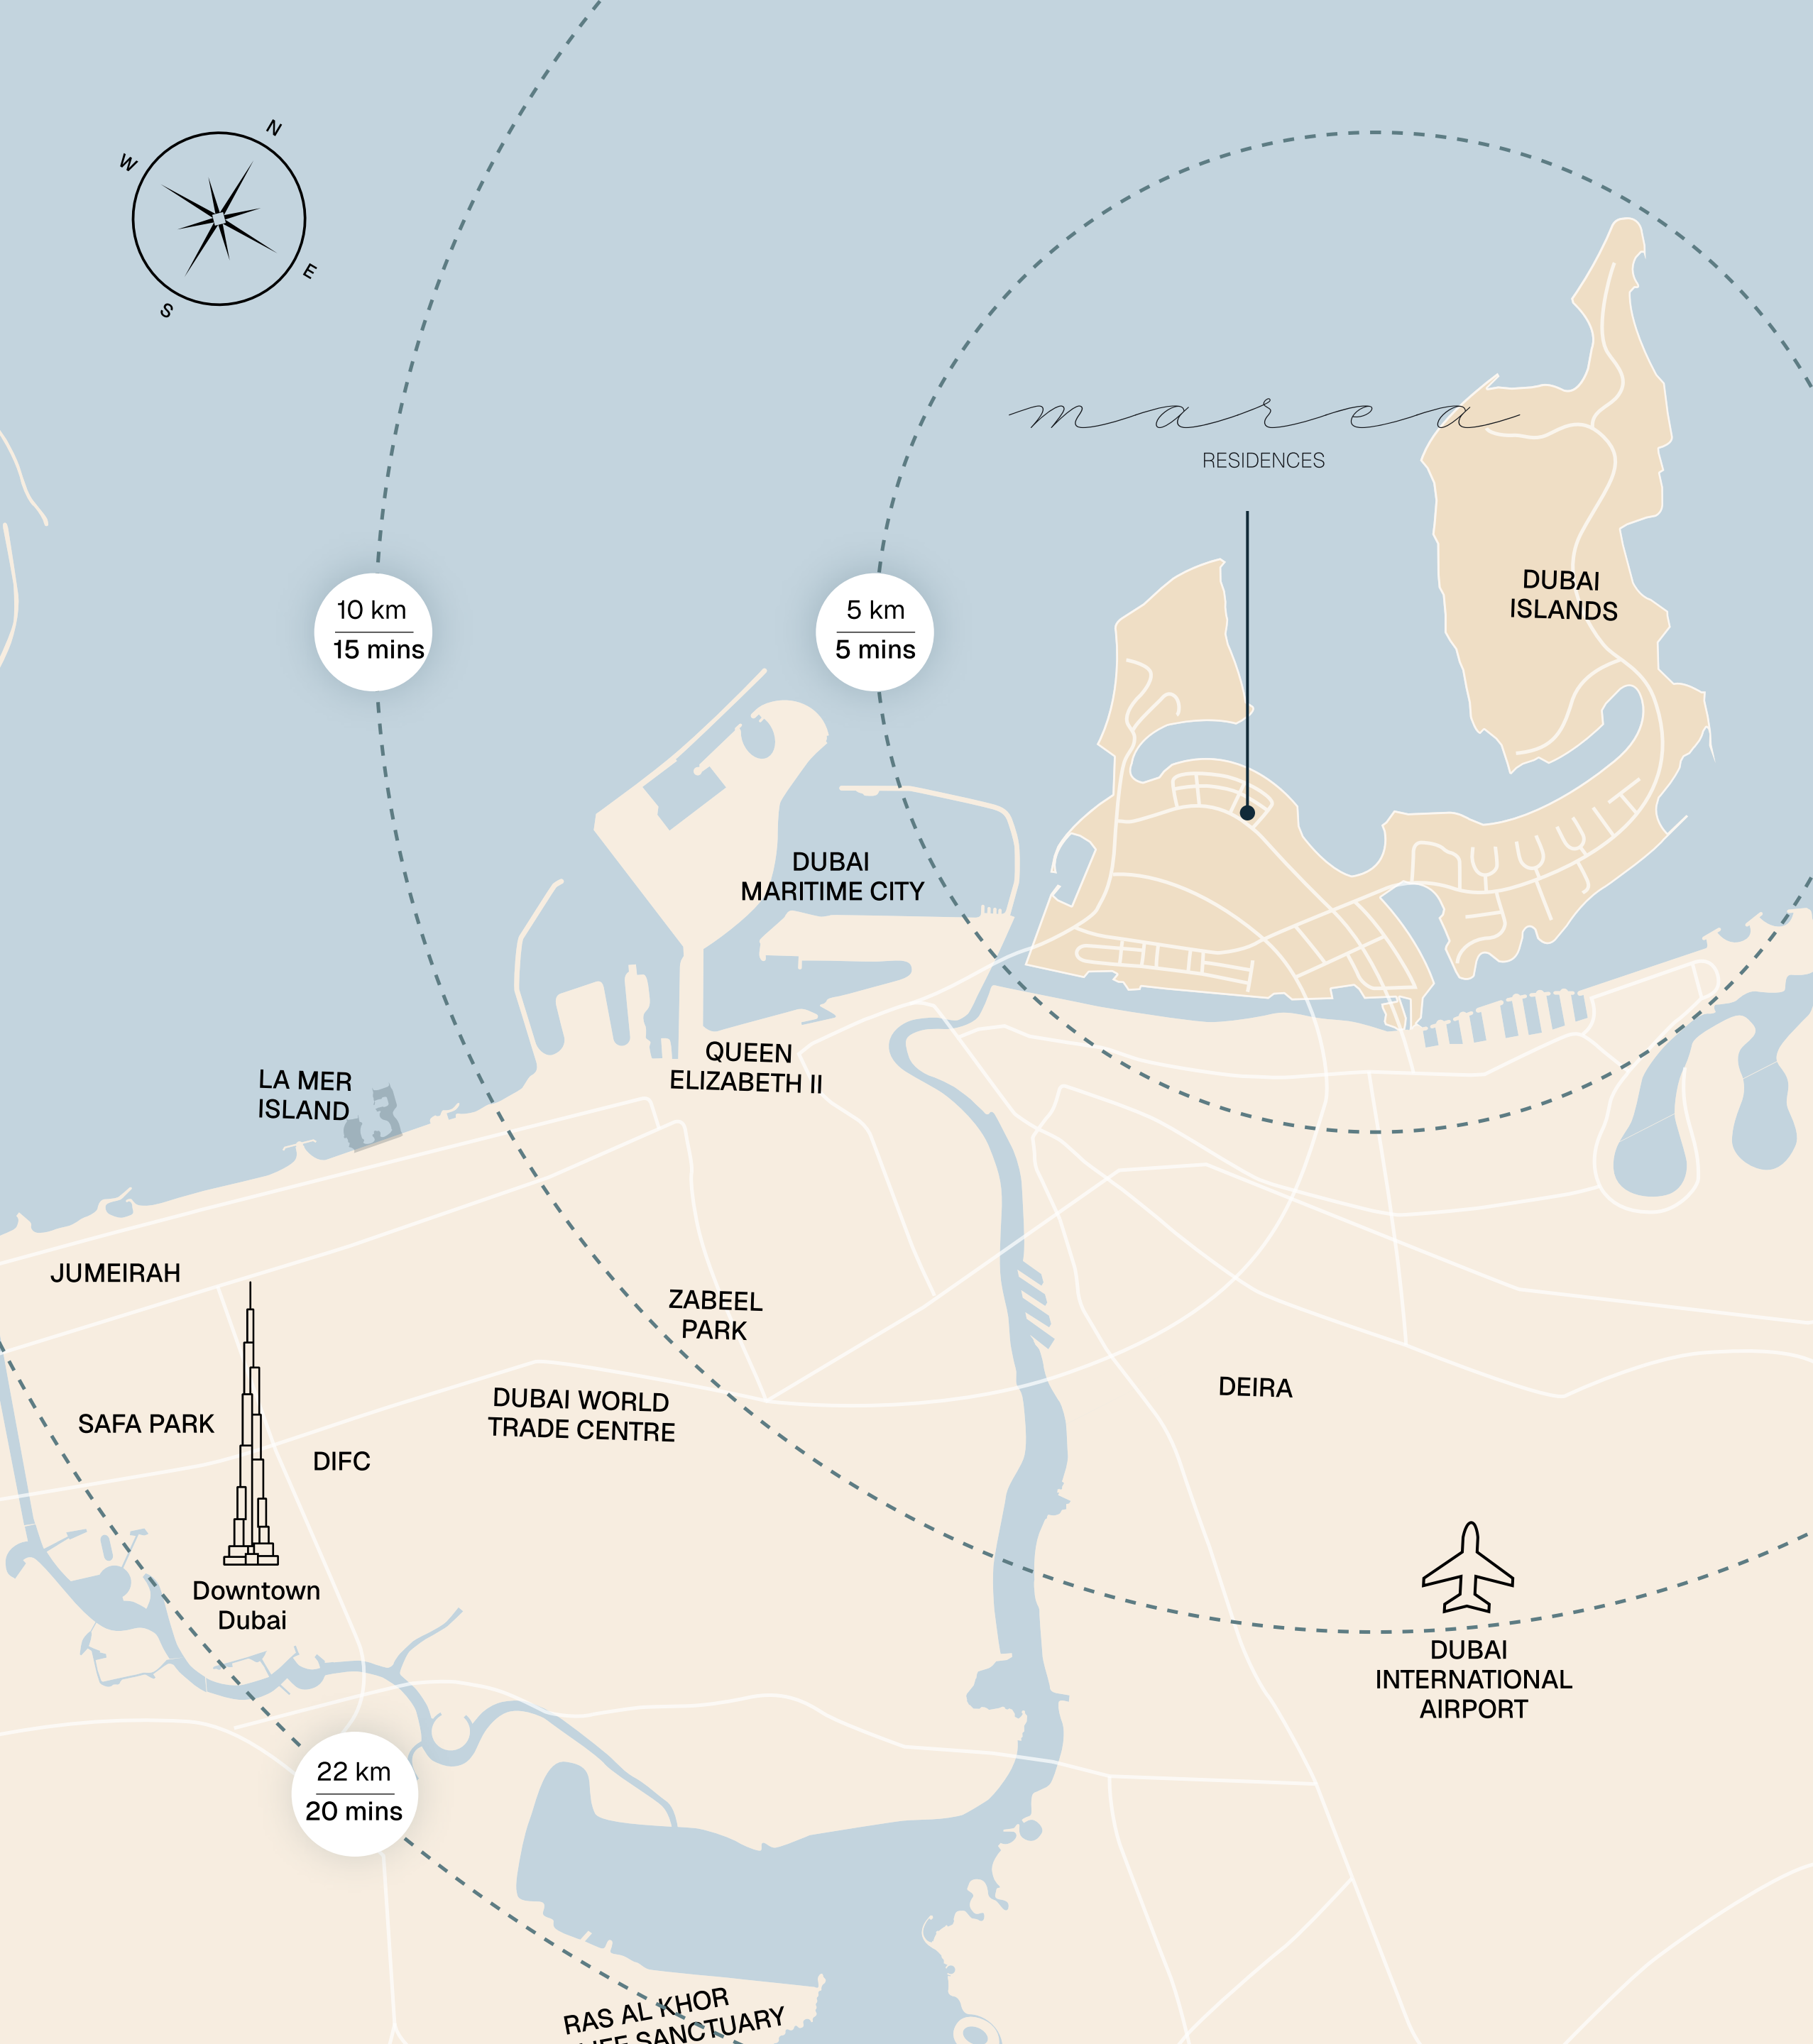 N
W
E
S
marea
RESIDENCES
10 km
15 mins
5 km
5 mins
DUBAI
ISLANDS
DUBAI
MARITIME CITY
QUEEN
ELIZABETH II
LA MER
ISLAND
JUMEIRAH
ZABEEL
PARK
DUBAI WORLD
TRADE CENTRE
DEIRA
SAFA PARK
DIFC
Downtown
Dubai
DUBAI
INTERNATIONAL
AIRPORT
22 km
20 mins
RAS AL KHOR
SANCTUARY